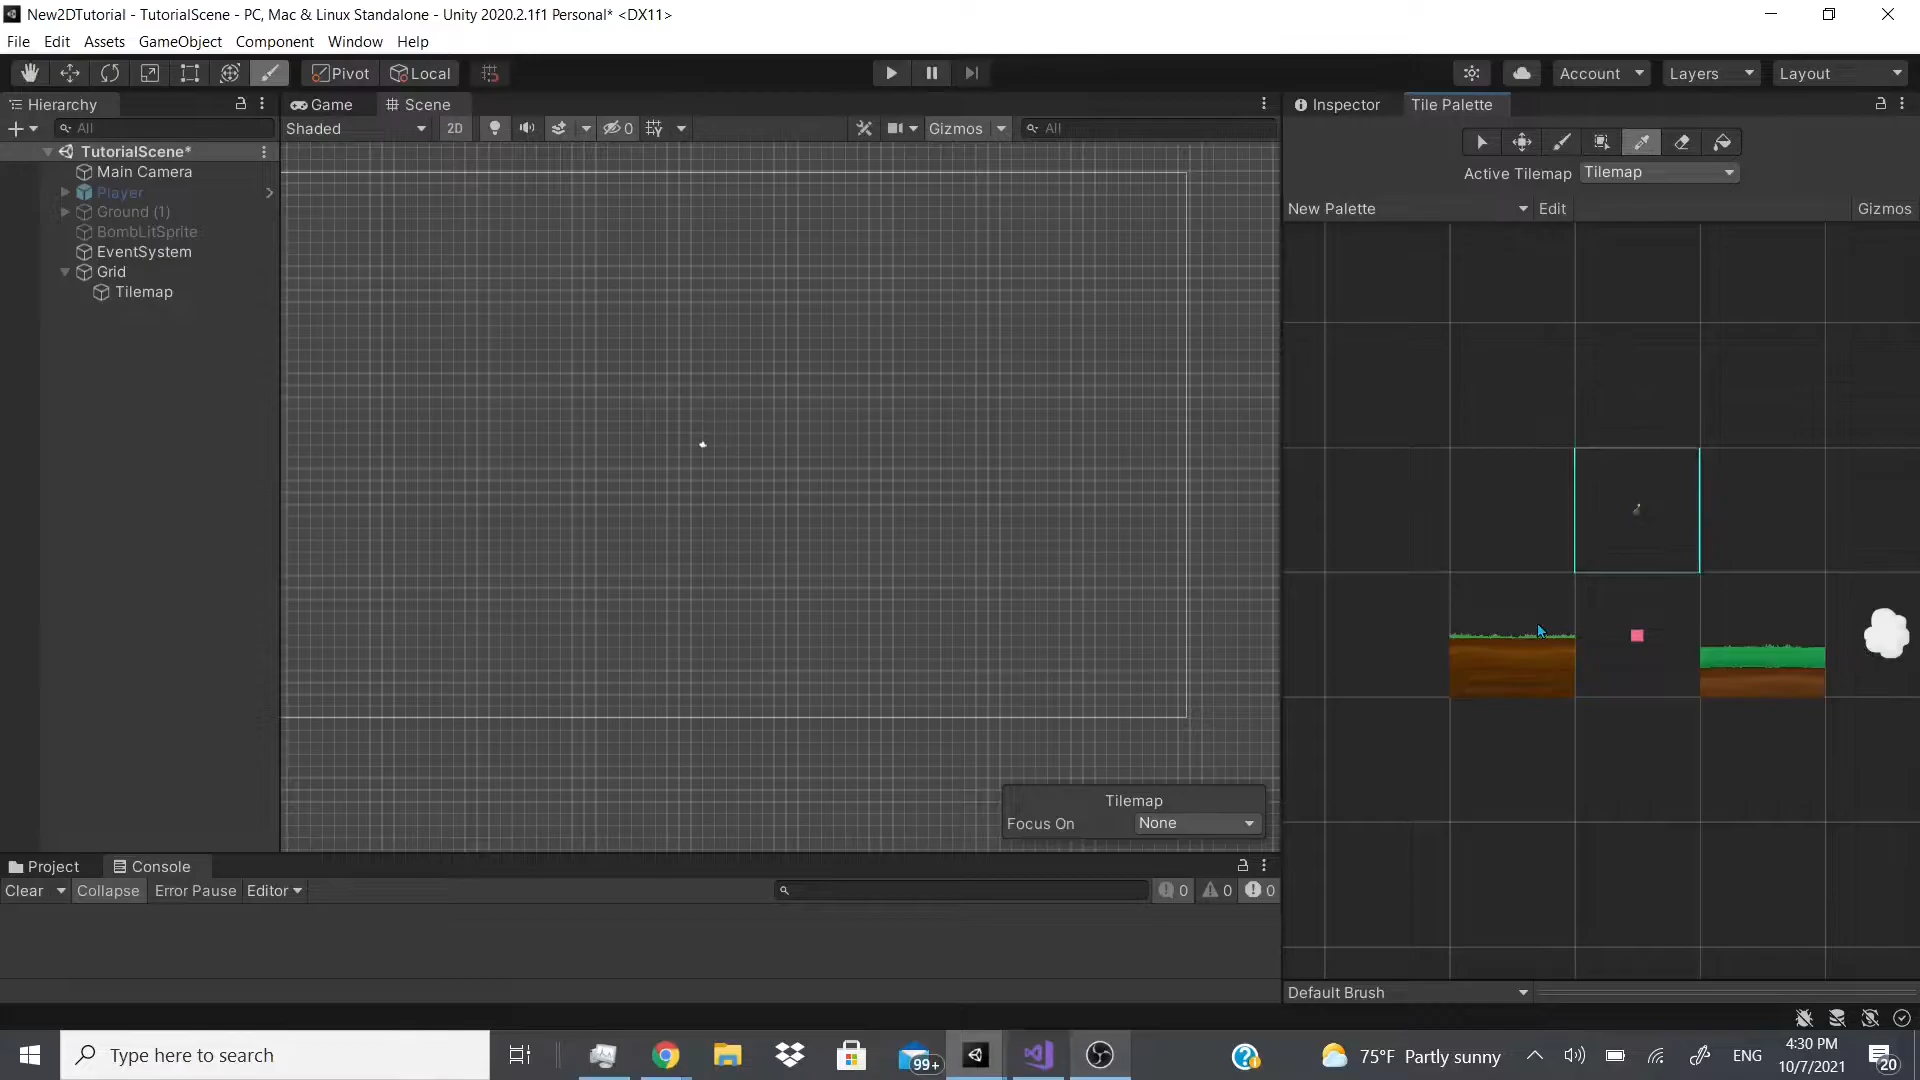 New2DTutorial - TutorialScene - PC, Mac & Linux Standalone - Unity 2020.2.1f1 Personal* <DX11>
File Edit Assets GameObject Component Window Help
Pivot Local Account Layers Layout
Hierarchy Game Scene Inspector Tile Palette
All Shaded 2D 0 Gizmos All
TutorialScene*
Main Camera
Player
Ground (1)
BombLitSprite
EventSystem
Grid
Tilemap
Active Tilemap Tilemap
New Palette Edit Gizmos
Tilemap
Focus On None
Project Console
Clear Collapse Error Pause Editor 0 0 0
Default Brush
Type here to search 99+ 75°F Partly sunny ENG 4:30 PM
10/7/2021 20